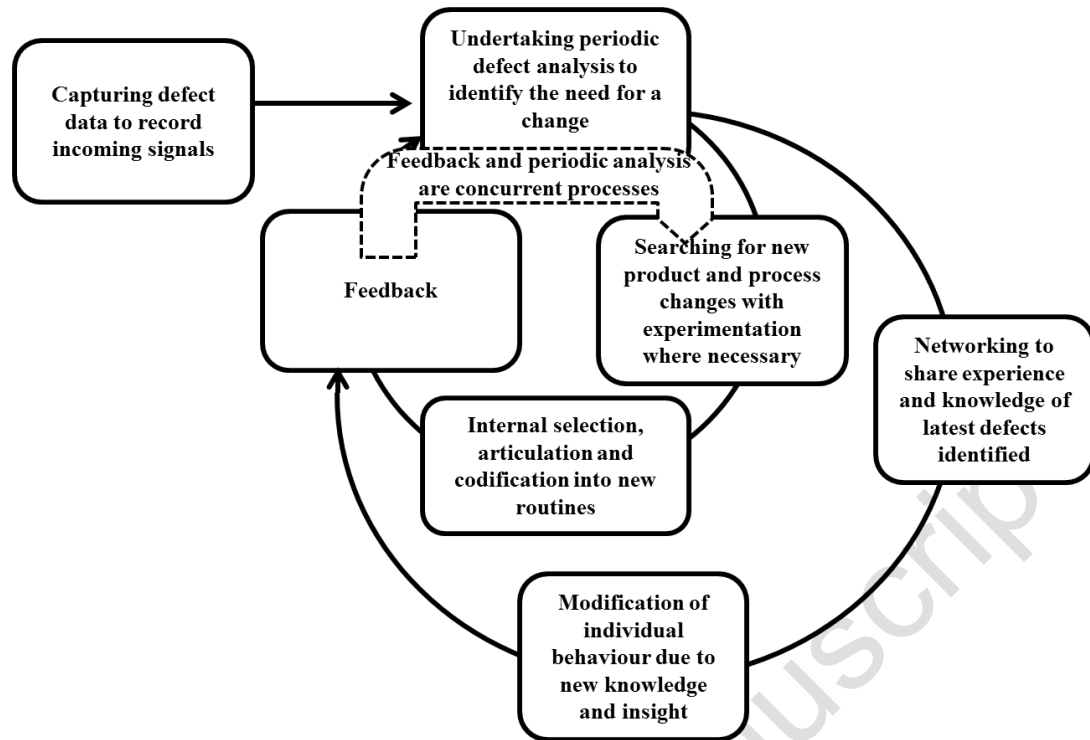 Undertaking periodic
defect analysis to
identify the need for a
change
Capturing defect
data to record
incoming signals
Feedback and periodic analysis
are concurrent processes
Feedback
Searching for new
product and process
changes with
experimentation
where necessary
Networking to
share experience
and knowledge of
latest defects
identified
Internal selection,
articulation and
codification into new
routines
Modification of
individual
behaviour due to
new knowledge
and insight